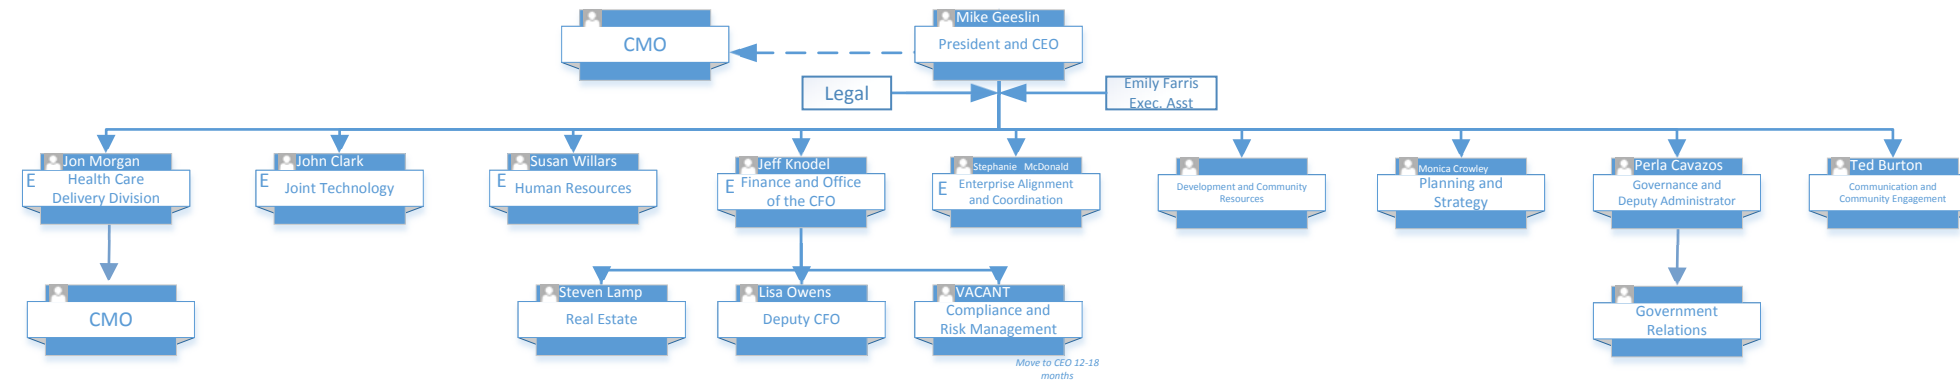 Mike Geeslin
CMO
President and CEO
Legal
Emily Farris
Exec. Asst
Jon Morgan
E
Health Care
Delivery Division
John Clark
E
Joint Technology
Susan Willars
E
Human Resources
Jeff Knodel
E
Finance and Office
of the CFO
Stephanie McDonald
E
Enterprise Alignment
and Coordination
Development and Community
Resources
Monica Crowley
Planning and
Strategy
Perla Cavazos
Governance and
Deputy Administrator
Ted Burton
Communication and
Community Engagement
CMO
Steven Lamp
Real Estate
Lisa Owens
Deputy CFO
VACANT
Compliance and
Risk Management
Move to CEO 12-18
months
Government
Relations